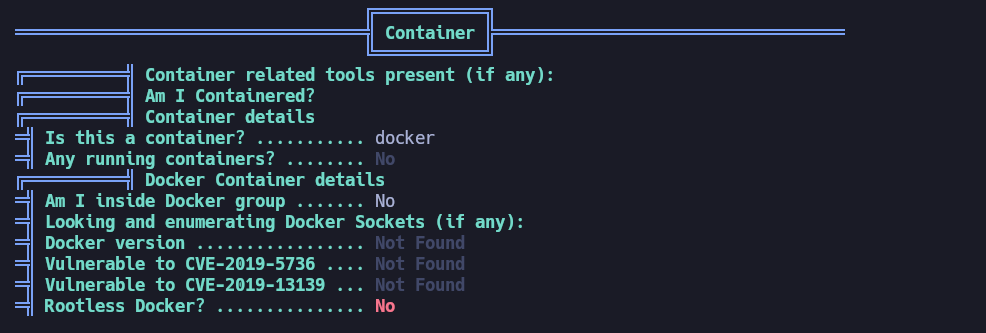 Container
Container related tools present (if any):
Am I Containered?
Container details
Is this a container? ........... docker
Any running containers? ........ No
Docker Container details
Am I inside Docker group ....... No
Looking and enumerating Docker Sockets (if any):
Docker version ................. Not Found
Vulnerable to CVE-2019-5736 .... Not Found
Vulnerable to CVE-2019-13139 ... Not Found
Rootless Docker? ............... No